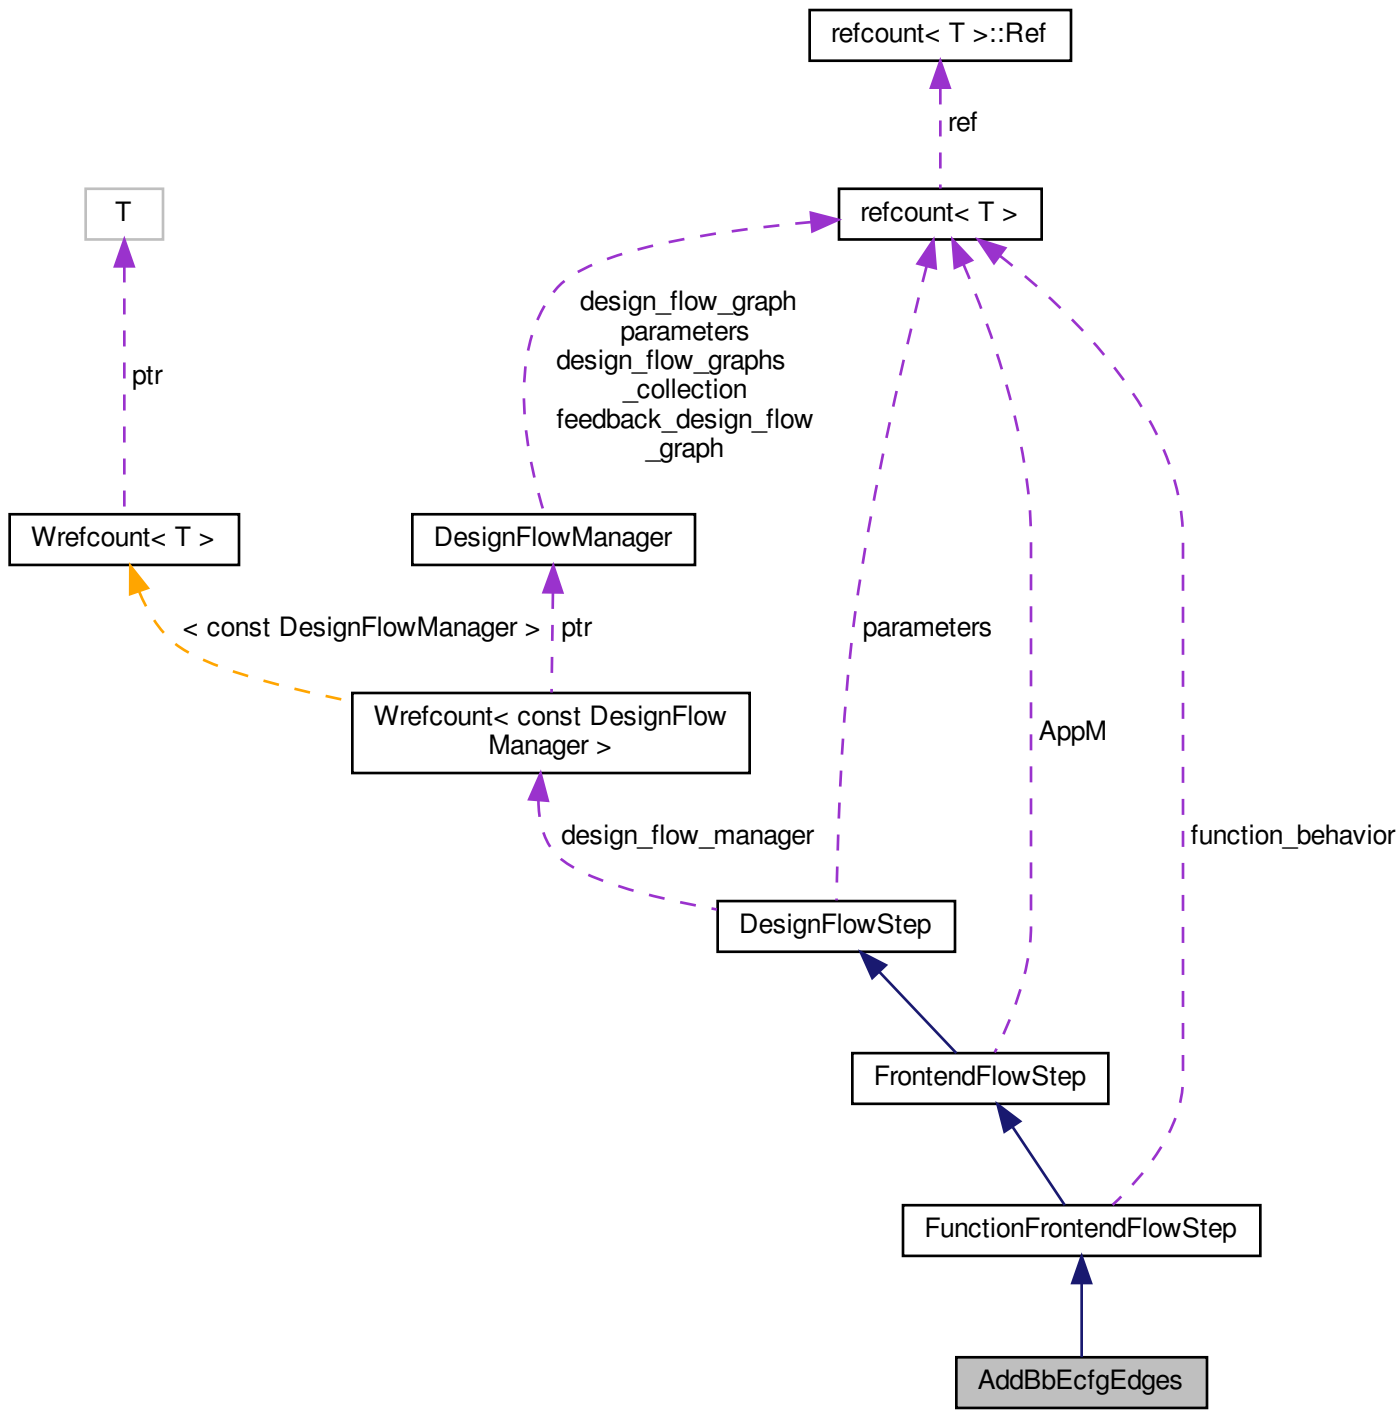 refcount< T >::Ref
ref
T
refcount< T >
design_flow_graph
parameters
design_flow_graphs
_collection
feedback_design_flow
_graph
ptr
Wrefcount< T >
DesignFlowManager
< const DesignFlowManager >
ptr
parameters
Wrefcount< const DesignFlow
Manager >
AppM
design_flow_manager
function_behavior
DesignFlowStep
FrontendFlowStep
FunctionFrontendFlowStep
AddBbEcfgEdges